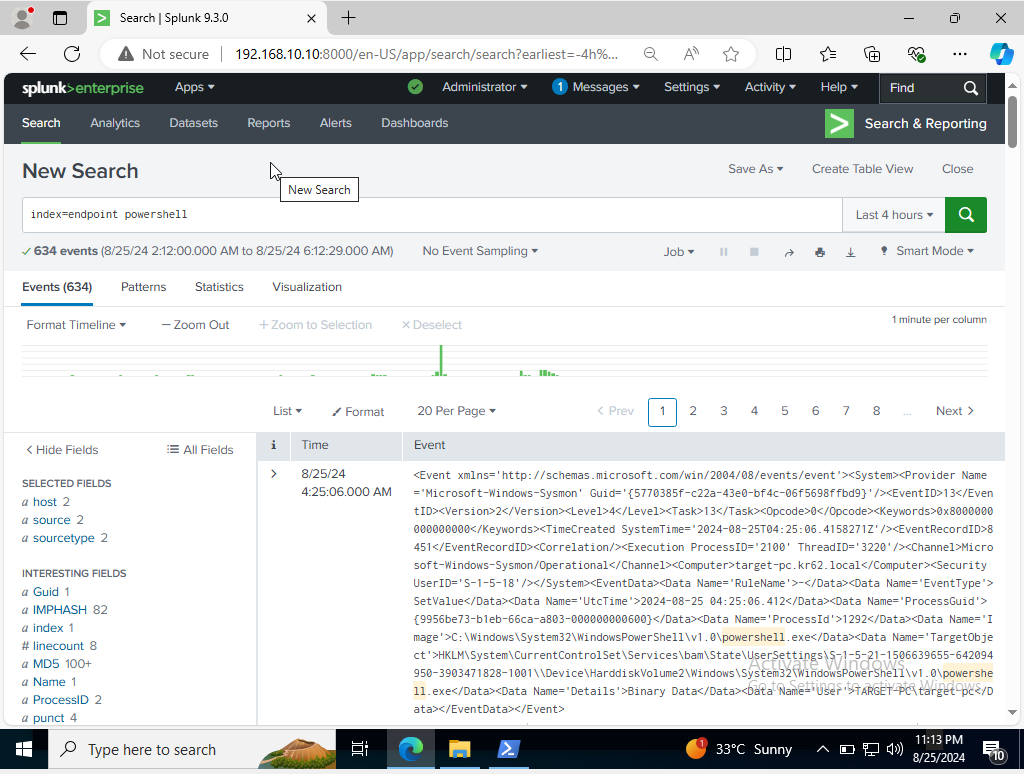 Search | Splunk 9.3.0
Not secure
192.168.10.10:8000/en-US/app/search/search?earliest=-4h%...
splunk>enterprise Apps Administrator 1 Messages Settings Activity Help Find
Search Analytics Datasets Reports Alerts Dashboards Search & Reporting
New Search Save As Create Table View Close
New Search
index=endpoint powershell Last 4 hours
634 events (8/25/24 2:12:00.000 AM to 8/25/24 6:12:29.000 AM) No Event Sampling Job Smart Mode
Events (634) Patterns Statistics Visualization
Format Timeline — Zoom Out + Zoom to Selection × Deselect 1 minute per column
List Format 20 Per Page < Prev 1 2 3 4 5 6 7 8 ... Next >
< Hide Fields All Fields i Time Event
SELECTED FIELDS
a host 2
a source 2
a sourcetype 2
INTERESTING FIELDS
a Guid 1
a IMPHASH 82
a index 1
# linecount 8
a MD5 100+
a Name 1
a ProcessID 2
a punct 4
> 8/25/24
4:25:06.000 AM
<Event xmlns='http://schemas.microsoft.com/win/2004/08/events/event'><System><Provider Name
='Microsoft-Windows-Sysmon' Guid='{5770385f-c22a-43e0-bf4c-06f5698ffbd9}'/><EventID>13</Even
tID><Version>2</Version><Level>4</Level><Task>13</Task><Opcode>0</Opcode><Keywords>0x8000000
000000000</Keywords><TimeCreated SystemTime='2024-08-25T04:25:06.4158271Z'/><EventRecordID>8
451</EventRecordID><Correlation/><Execution ProcessID='2100' ThreadID='3220'/><Channel>Micro
soft-Windows-Sysmon/Operational</Channel><Computer>target-pc.kr62.local</Computer><Security
UserID='S-1-5-18'/></System><EventData><Data Name='RuleName'>-</Data><Data Name='EventType'>
SetValue</Data><Data Name='UtcTime'>2024-08-25 04:25:06.412</Data><Data Name='ProcessGuid'>
{9956be73-b1eb-66ca-a803-000000000600}</Data><Data Name='ProcessId'>1292</Data><Data Name='I
mage'>C:\Windows\System32\WindowsPowerShell\v1.0\powershell.exe</Data><Data Name='TargetObje
ct'>HKLM\System\CurrentControlSet\Services\bam\State\UserSettings\S-1-5-21-1506639655-642094
950-3903471828-1001\\Device\HarddiskVolume2\Windows\System32\WindowsPowerShell\v1.0\powershe
ll.exe</Data><Data Name='Details'>Binary Data</Data><Data Name='User'>TARGET-PC\target-pc</D
ata></EventData></Event>
Activate Windows
Go to Settings to activate Windows.
Type here to search 1 33°C Sunny 11:13 PM
8/25/2024 10